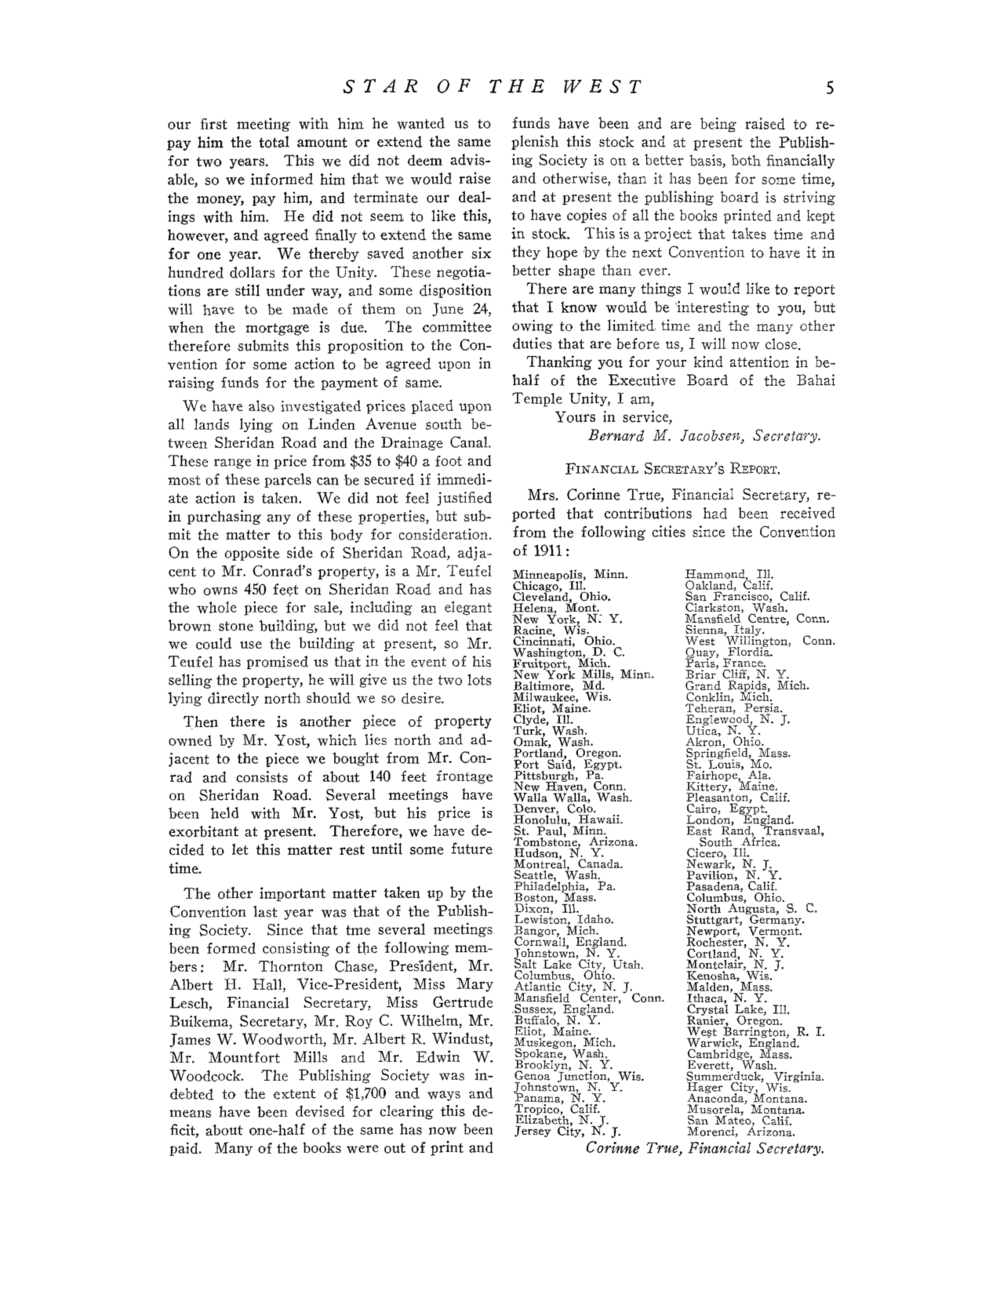 STAR OF THE WEST 5
our first meeting with him he wanted us to
pay him the total amount or extend the same
for two years. This we did not deem advis-
able, so we informed him that we would raise
the money, pay him, and terminate our deal-
ings with him. He did not seem to like this,
however, and agreed finally to extend the same
for one year. We thereby saved another six
hundred dollars for the Unity. These negotia-
tions are still under way, and some disposition
will have to be made of them on June 24,
when the mortgage is due. The committee
therefore submits this proposition to the Con-
vention for some action to be agreed upon in
raising funds for the payment of same.
We have also investigated prices placed upon
all lands lying on Linden Avenue south be-
tween Sheridan Road and the Drainage Canal.
These range in price from $35 to $40 a foot and
most of these parcels can be secured if immedi-
ate action is taken. We did not feel justified
in purchasing any of these properties, but sub-
mit the matter to this body for consideration.
On the opposite side of Sheridan Road, adja-
cent to Mr. Conrad's property, is a Mr. Teufel
who owns 450 feet on Sheridan Road and has
the whole piece for sale, including an elegant
brown stone building, but we did not feel that
we could use the building at present, so Mr.
Teufel has promised us that in the event of his
selling the property, he will give us the two lots
lying directly north should we so desire.
Then there is another piece of property
owned by Mr. Yost, which lies north and ad-
jacent to the piece we bought from Mr. Con-
rad and consists of about 140 feet frontage
on Sheridan Road. Several meetings have
been held with Mr. Yost, but his price is
exorbitant at present. Therefore, we have de-
cided to let this matter rest until some future
time.
The other important matter taken up by the
Convention last year was that of the Publish-
ing Society. Since that tme several meetings
been formed consisting of the following mem-
bers: Mr. Thornton Chase, President, Mr.
Albert H. Hall, Vice-President, Miss Mary
Lesch, Financial Secretary, Miss Gertrude
Buikema, Secretary, Mr. Roy C. Wilhelm, Mr.
James W. Woodworth, Mr. Albert R. Windust,
Mr. Mountfort Mills and Mr. Edwin W.
Woodcock. The Publishing Society was in-
debted to the extent of $1,700 and ways and
means have been devised for clearing this de-
ficit, about one-half of the same has now been
paid. Many of the books were out of print and
funds have been and are being raised to re-
plenish this stock and at present the Publish-
ing Society is on a better basis, both financially
and otherwise, than it has been for some time,
and at present the publishing board is striving
to have copies of all the books printed and kept
in stock. This is a project that takes time and
they hope by the next Convention to have it in
better shape than ever.
There are many things I would like to report
that I know would be interesting to you, but
owing to the limited time and the many other
duties that are before us, I will now close.
Thanking you for your kind attention in be-
half of the Executive Board of the Bahai
Temple Unity, I am,
Yours in service,
Bernard M. Jacobsen, Secretary.
FINANCIAL SECRETARY'S REPORT.
Mrs. Corinne True, Financial Secretary, re-
ported that contributions had been received
from the following cities since the Convention
of 1911:
Minneapolis, Minn.
Chicago, Ill.
Cleveland, Ohio.
Helena, Mont.
New York, N. Y.
Racine, Wis.
Cincinnati, Ohio.
Washington, D. C.
Fruitport, Mich.
New York Mills, Minn.
Baltimore, Md.
Milwaukee, Wis.
Eliot, Maine.
Clyde, Ill.
Turk, Wash.
Omak, Wash.
Portland, Oregon.
Port Said, Egypt.
Pittsburgh, Pa.
New Haven, Conn.
Walla Walla, Wash.
Denver, Colo.
Honolulu, Hawaii.
St. Paul, Minn.
Tombstone, Arizona.
Hudson, N. Y.
Montreal, Canada.
Seattle, Wash.
Philadelphia, Pa.
Boston, Mass.
Dixon, Ill.
Lewiston, Idaho.
Bangor, Mich.
Cornwall, England.
Johnstown, N. Y.
Salt Lake City, Utah.
Columbus, Ohio.
Atlantic City, N. J.
Mansfield Center, Conn.
Sussex, England.
Buffalo, N. Y.
Eliot, Maine.
Muskegon, Mich.
Spokane, Wash.
Brooklyn, N. Y.
Genoa Junction, Wis.
Johnstown, N. Y.
Panama, N. Y.
Tropico, Calif.
Elizabeth, N. J.
Jersey City, N. J.
Hammond, Ill.
Oakland, Calif.
San Francisco, Calif.
Clarkston, Wash.
Mansfield Centre, Conn.
Sienna, Italy.
West Willington, Conn.
Quay, Flordia.
Paris, France.
Briar Cliff, N. Y.
Grand Rapids, Mich.
Conklin, Mich.
Teheran, Persia.
Englewood, N. J.
Utica, N. Y.
Akron, Ohio.
Springfield, Mass.
St. Louis, Mo.
Fairhope, Ala.
Kittery, Maine.
Pleasanton, Calif.
Cairo, Egypt.
London, England.
East Rand, Transvaal,
South Africa.
Cicero, Ill.
Newark, N. J.
Pavilion, N. Y.
Pasadena, Calif.
Columbus, Ohio.
North Augusta, S. C.
Stuttgart, Germany.
Newport, Vermont.
Rochester, N. Y.
Cortland, N. Y.
Montclair, N. J.
Kenosha, Wis.
Malden, Mass.
Ithaca, N. Y.
Crystal Lake, Ill.
Ranier, Oregon.
West Barrington, R. I.
Warwick, England.
Cambridge, Mass.
Everett, Wash.
Summerduck, Virginia.
Hager City, Wis.
Anaconda, Montana.
Musorela, Montana.
San Mateo, Calif.
Morenci, Arizona.
Corinne True, Financial Secretary.